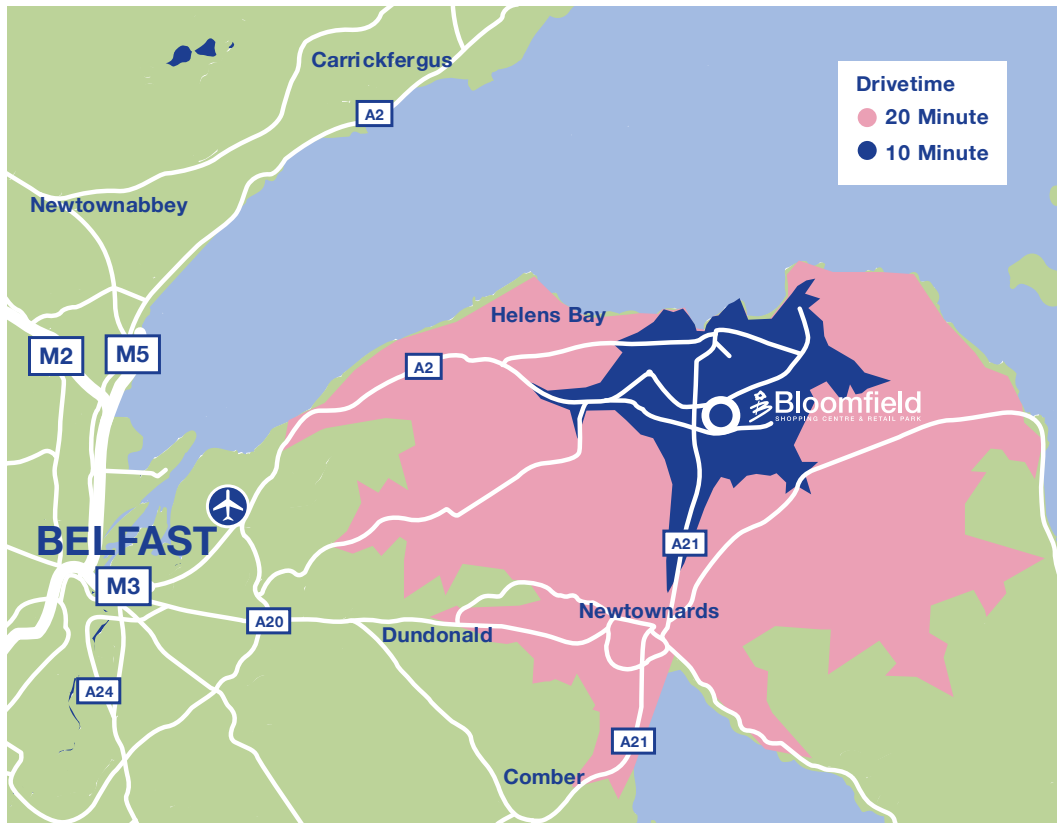 Carrickfergus
A2
Drivetime
20 Minute
10 Minute
Newtownabbey
Helens Bay
M2
M5
A2
Bloomfield
SHOPPING CENTRE & RETAIL PARK
BELFAST
A21
M3
Newtownards
A20
Dundonald
A24
A21
Comber